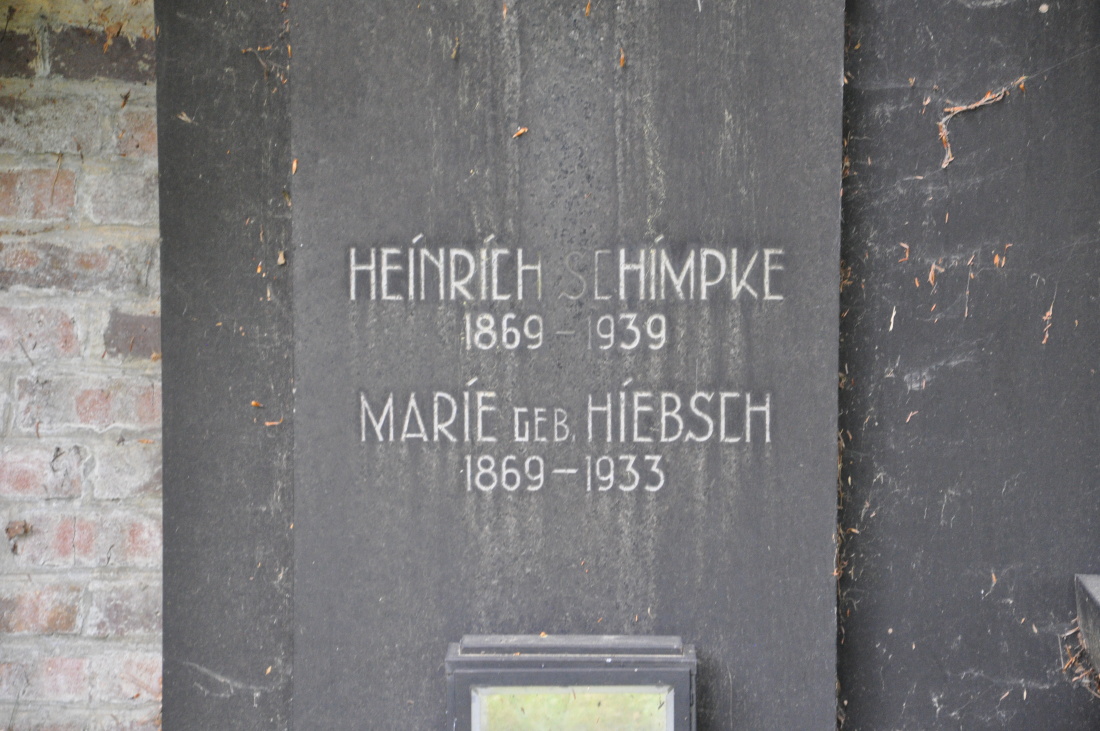 HEINRICH SCHIMPKE
1869 – 1939
MARIE GEB. HIEBSCH
1869 – 1933